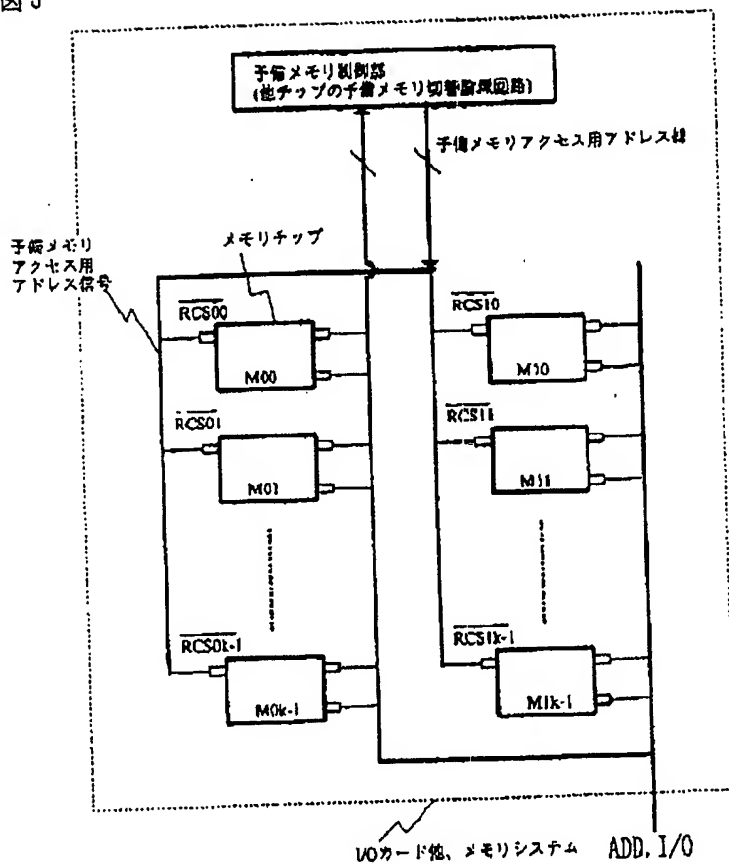 予備メモリ制御部
(他チップの予備メモリ切替論理回路)
予備メモリアクセス用アドレス線
予備メモリ
アクセス用
アドレス信号
メモリチップ
RCS00
M00
RCS10
M10
RCS01
M01
RCS11
M11
RCS0k-1
M0k-1
RCS1k-1
M1k-1
I/Oカード他、メモリシステム
ADD, I/O